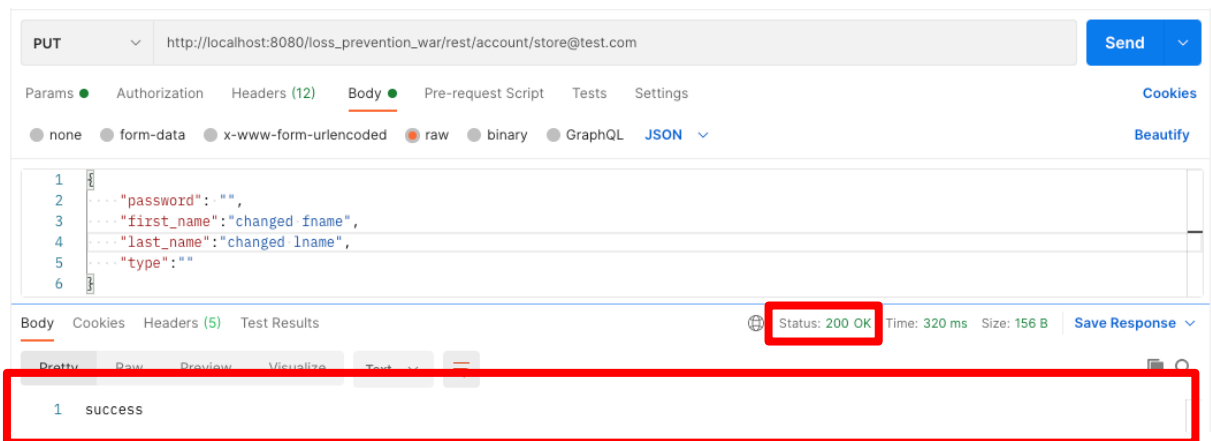 PUT http://localhost:8080/loss_prevention_war/rest/account/store@test.com Send
Params Authorization Headers (12) Body Pre-request Script Tests Settings Cookies
none form-data x-www-form-urlencoded raw binary GraphQL JSON Beautify
1 {
2 "password": "",
3 "first_name":"changed fname",
4 "last_name":"changed lname",
5 "type":""
6 }
Body Cookies Headers (5) Test Results Status: 200 OK Time: 320 ms Size: 156 B Save Response
Pretty Raw Preview Visualize Text
1 success